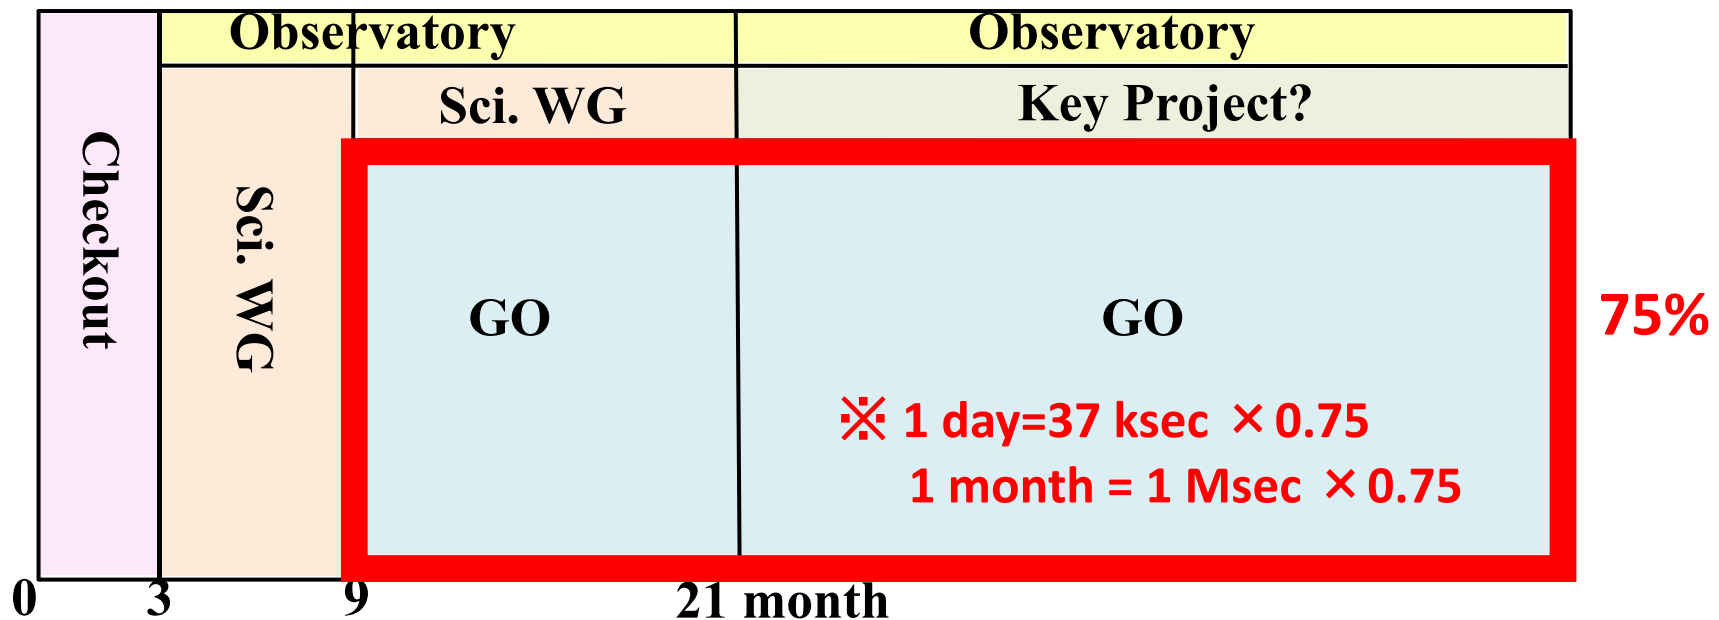 Observatory
Observatory
Sci. WG
Key Project?
Checkout
Sci. WG
GO
GO
75%
※ 1 day=37 ksec ×0.75
1 month = 1 Msec ×0.75
0
3
9
21 month